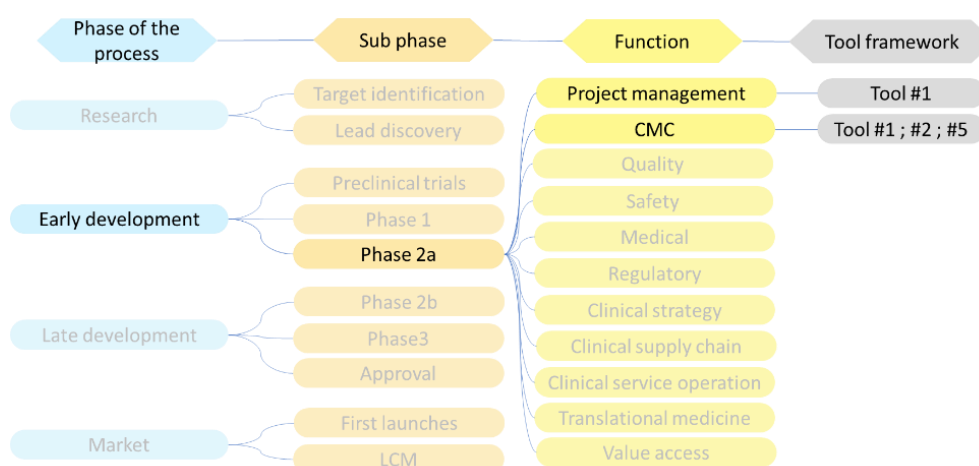 Phase of the
process
Sub phase
Function
Tool framework
Research
Target identification
Lead discovery
Early development
Preclinical trials
Phase 1
Phase 2a
Late development
Phase 2b
Phase3
Approval
Market
First launches
LCM
Project management
CMC
Quality
Safety
Medical
Regulatory
Clinical strategy
Clinical supply chain
Clinical service operation
Translational medicine
Value access
Tool #1
Tool #1 ; #2 ; #5